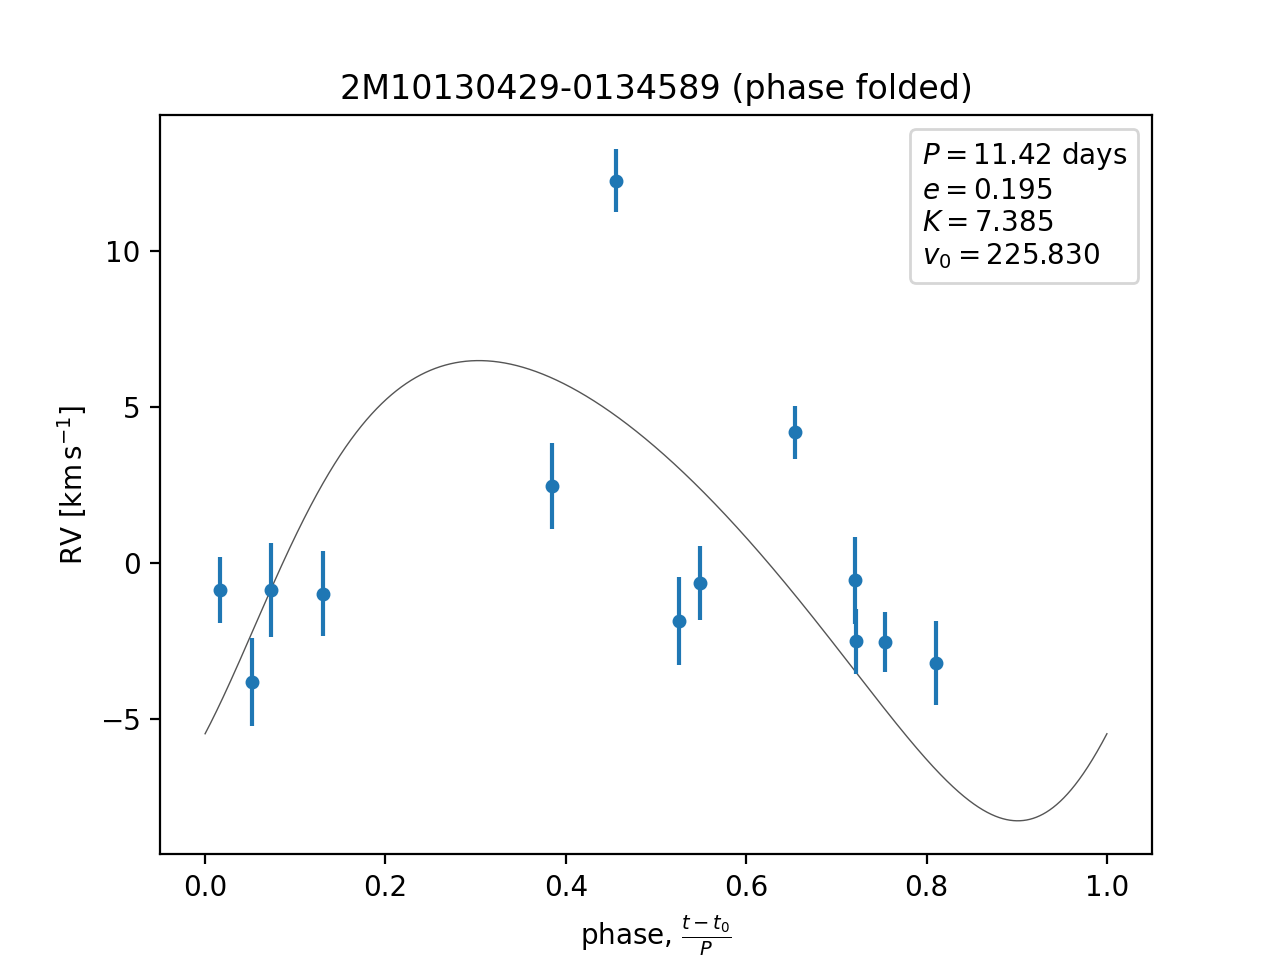 2M10130429-0134589 (phase folded)
P = 11.42 days
e = 0.195
K = 7.385
v₀ = 225.830
10
5
0
−5
RV [km s⁻¹]
0.0 0.2 0.4 0.6 0.8 1.0
phase, (t − t₀)/P